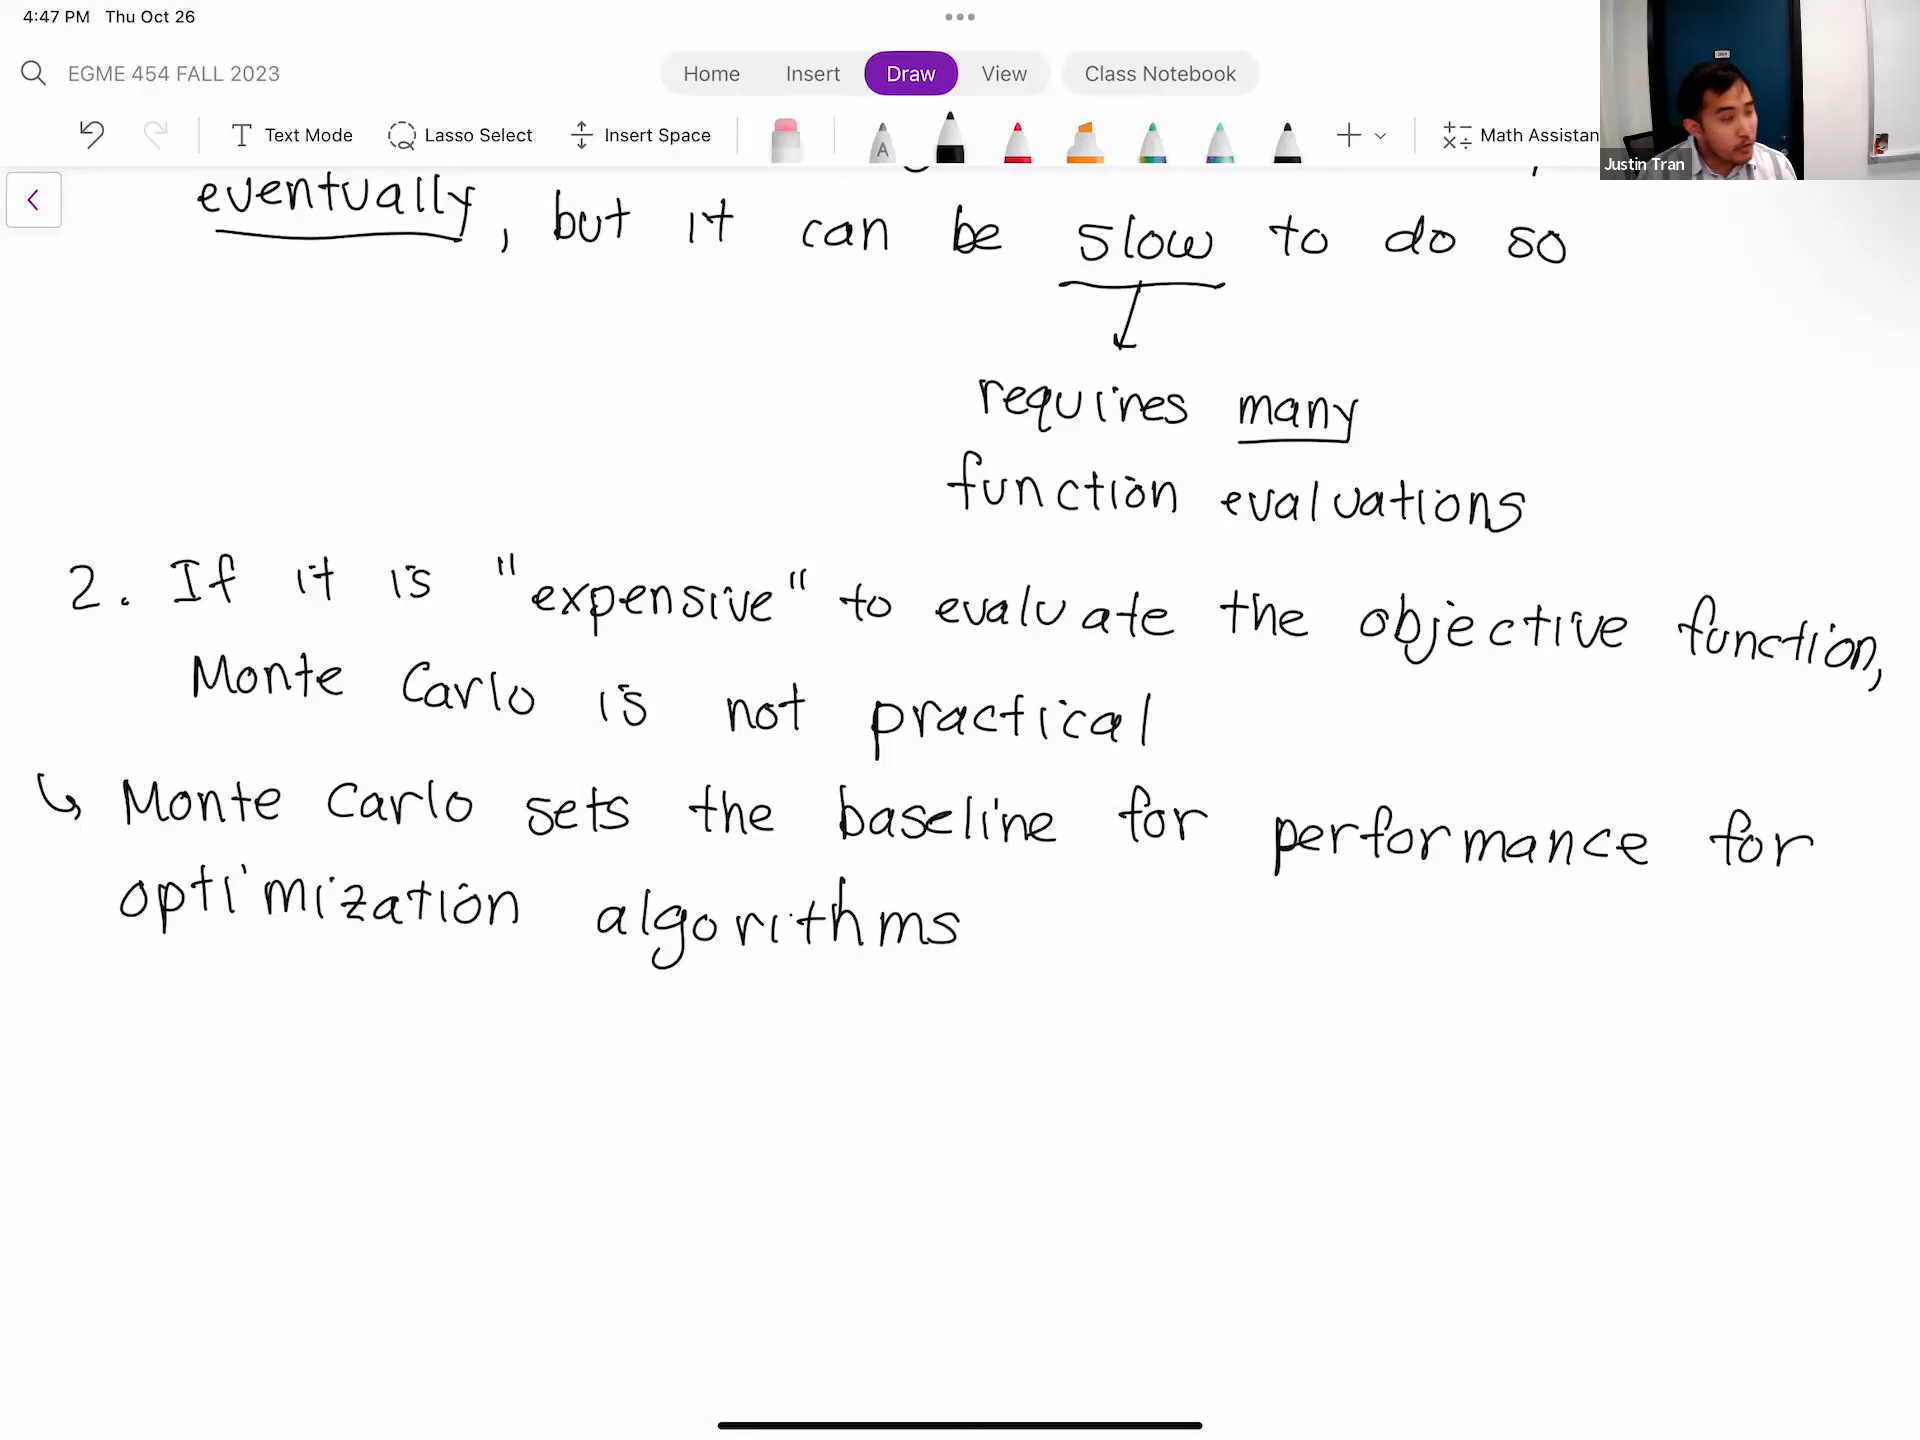 4:47 PM Thu Oct 26
EGME 454 FALL 2023
Home Insert Draw View Class Notebook
Text Mode Lasso Select Insert Space A Math Assistan
Justin Tran
eventually, but it can be slow to do so
requires many
function evaluations
2. If it is "expensive" to evaluate the objective function,
Monte Carlo is not practical
↳ Monte Carlo sets the baseline for performance for
optimization algorithms